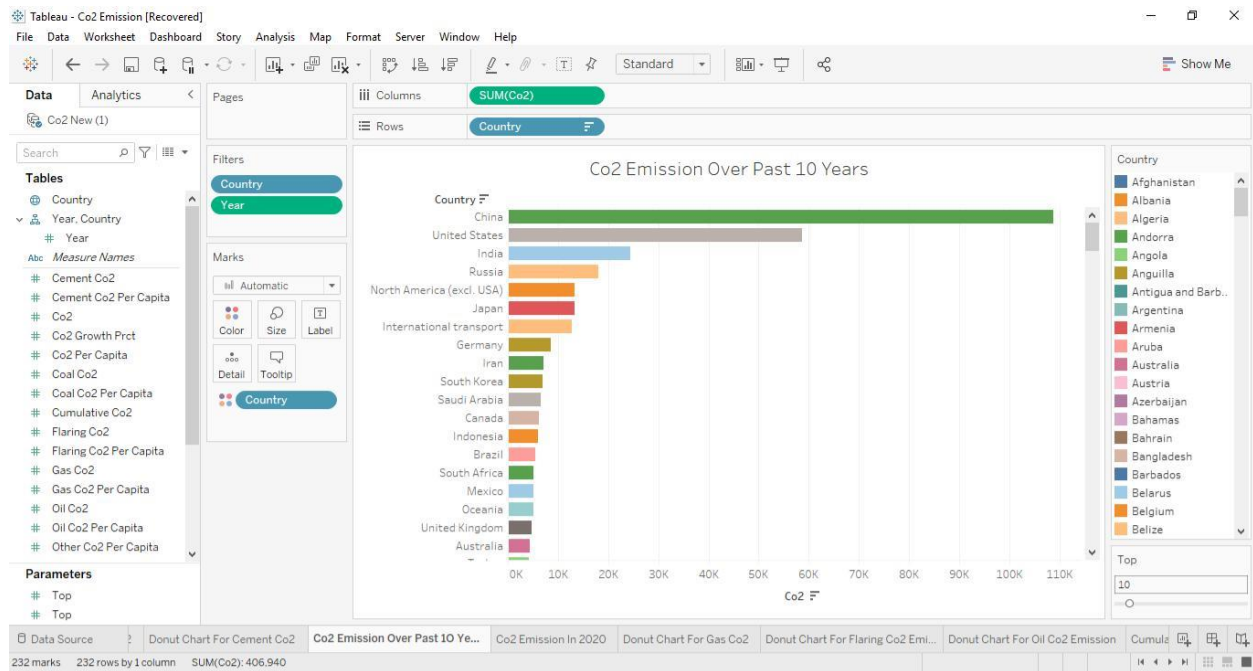 Tableau - Co2 Emission [Recovered]
File Data Worksheet Dashboard Story Analysis Map Format Server Window Help
Standard
Show Me
Data Analytics
Co2 New (1)
Search
Tables
Country
Year, Country
Year
Abc Measure Names
Cement Co2
Cement Co2 Per Capita
Co2
Co2 Growth Prct
Co2 Per Capita
Coal Co2
Coal Co2 Per Capita
Cumulative Co2
Flaring Co2
Flaring Co2 Per Capita
Gas Co2
Gas Co2 Per Capita
Oil Co2
Oil Co2 Per Capita
Other Co2 Per Capita
Parameters
Top
Top
Pages
Filters
Country
Year
Marks
Automatic
Color Size Label
Detail Tooltip
Country
Columns SUM(Co2)
Rows Country
Co2 Emission Over Past 10 Years
Country
China
United States
India
Russia
North America (excl. USA)
Japan
International transport
Germany
Iran
South Korea
Saudi Arabia
Canada
Indonesia
Brazil
South Africa
Mexico
Oceania
United Kingdom
Australia
0K 10K 20K 30K 40K 50K 60K 70K 80K 90K 100K 110K
Co2
Country
Afghanistan
Albania
Algeria
Andorra
Angola
Anguilla
Antigua and Barb..
Argentina
Armenia
Aruba
Australia
Austria
Azerbaijan
Bahamas
Bahrain
Bangladesh
Barbados
Belarus
Belgium
Belize
Top
10
Data Source Donut Chart For Cement Co2 Co2 Emission Over Past 10 Ye... Co2 Emission In 2020 Donut Chart For Gas Co2 Donut Chart For Flaring Co2 Emi... Donut Chart For Oil Co2 Emission Cumula
232 marks 232 rows by 1 column SUM(Co2): 406.940